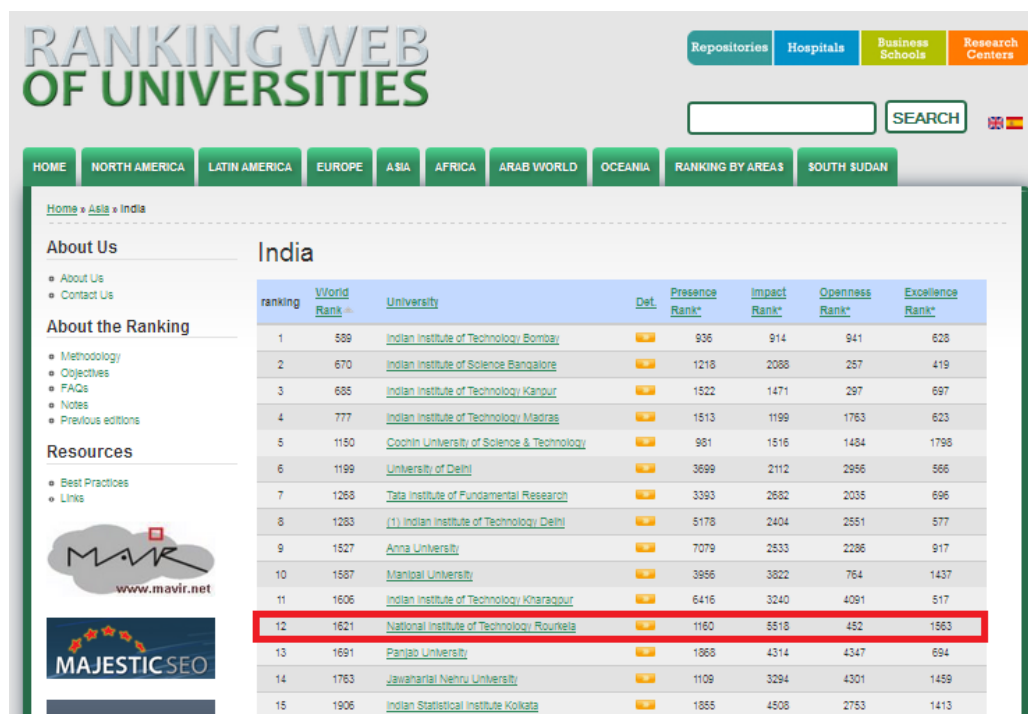 RANKING WEB
OF UNIVERSITIES
Repositories Hospitals Business Schools Research Centers
SEARCH
HOME NORTH AMERICA LATIN AMERICA EUROPE ASIA AFRICA ARAB WORLD OCEANIA RANKING BY AREAS SOUTH SUDAN
Home » Asia » India
About Us
About Us
Contact Us
About the Ranking
Methodology
Objectives
FAQs
Notes
Previous editions
Resources
Best Practices
Links
MAVIR
www.mavir.net
MAJESTICSEO
India
ranking World Rank University Det. Presence Rank* Impact Rank* Openness Rank* Excellence Rank*
1 589 Indian Institute of Technology Bombay 936 914 941 628
2 670 Indian Institute of Science Bangalore 1218 2088 257 419
3 685 Indian Institute of Technology Kanpur 1522 1471 297 697
4 777 Indian Institute of Technology Madras 1513 1199 1763 623
5 1150 Cochin University of Science & Technology 981 1516 1484 1798
6 1199 University of Delhi 3699 2112 2956 566
7 1268 Tata Institute of Fundamental Research 3393 2682 2035 696
8 1283 (1) Indian Institute of Technology Delhi 5178 2404 2551 577
9 1527 Anna University 7079 2533 2286 917
10 1587 Manipal University 3956 3822 764 1437
11 1606 Indian Institute of Technology Kharagpur 6416 3240 4091 517
12 1621 National Institute of Technology Rourkela 1160 5518 452 1563
13 1691 Panjab University 1868 4314 4347 694
14 1763 Jawaharlal Nehru University 1109 3294 4301 1459
15 1906 Indian Statistical Institute Kolkata 1855 4508 2753 1413